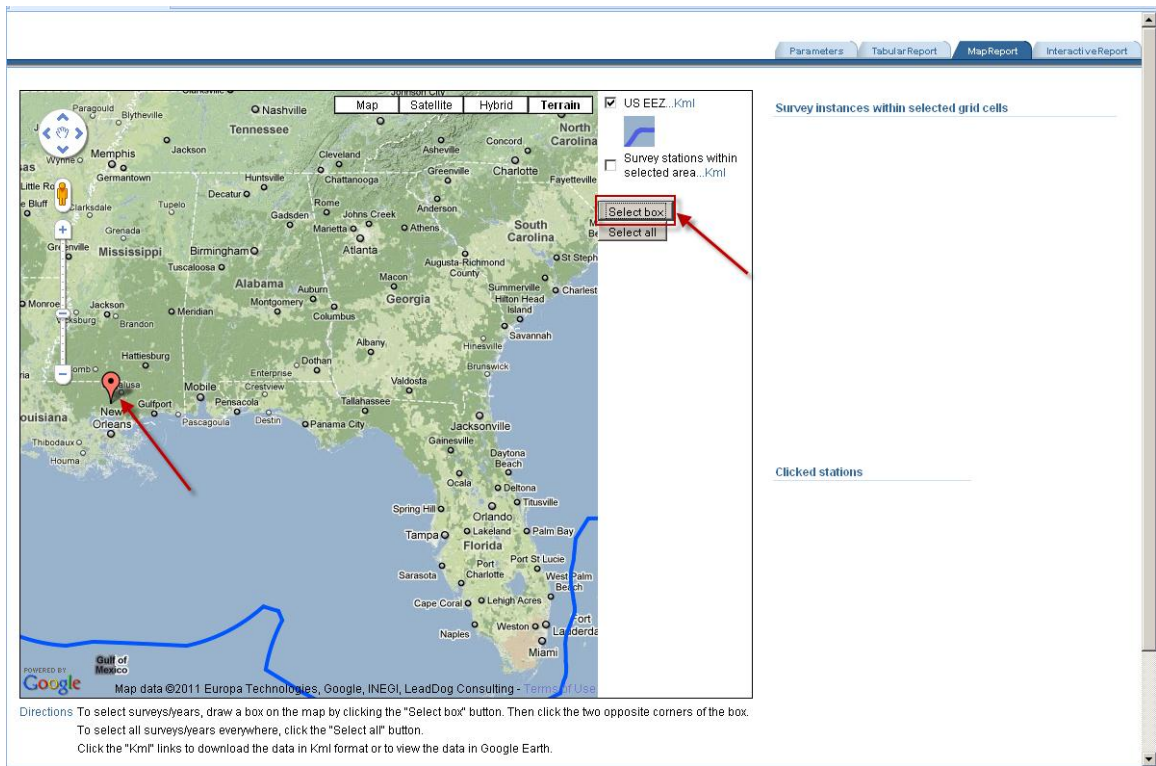 Parameters
TabularReport
MapReport
InteractiveReport
Map
Satellite
Hybrid
Terrain
US EEZ...Kml
Survey stations within
selected area...Kml
Select box
Select all
Survey instances within selected grid cells
Clicked stations
Paragould
Blytheville
Nashville
Johnson City
Tennessee
North
Carolina
Memphis
Jackson
Cleveland
Asheville
Concord
Germantown
Huntsville
Chattanooga
Greenville
Charlotte
Fayetteville
Decatur
Clarksdale
Tupelo
Rome
Anderson
Gadsden
Johns Creek
Grenada
Marietta
Athens
South
Carolina
Greenville
Mississippi
Birmingham
Atlanta
Tuscaloosa
Augusta-Richmond
County
St Steph
Alabama
Auburn
Macon
Summerville
Charlest
Monroe
Jackson
Montgomery
Georgia
Hilton Head
Island
Meridian
Columbus
Brandon
Savannah
Albany
Hinesville
Hattiesburg
Dothan
Enterprise
Brunswick
Mobile
Crestview
Valdosta
Gulfport
Pensacola
Tallahassee
New
Orleans
Pascagoula
Destin
Panama City
Jacksonville
Thibodaux
Gainesville
Houma
Daytona
Beach
Ocala
Deltona
Titusville
Spring Hill
Orlando
Tampa
Lakeland
Palm Bay
Florida
Port
Charlotte
Port St Lucie
Sarasota
West Palm
Beach
Cape Coral
Lehigh Acres
Naples
Weston
Fort
Lauderda
Miami
Gulf of
Mexico
POWERED BY
Google
Map data ©2011 Europa Technologies, Google, INEGI, LeadDog Consulting - Terms of Use
Directions To select surveys/years, draw a box on the map by clicking the "Select box" button. Then click the two opposite corners of the box.
To select all surveys/years everywhere, click the "Select all" button.
Click the "Kml" links to download the data in Kml format or to view the data in Google Earth.